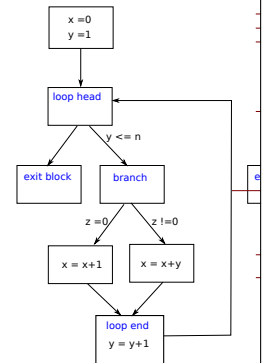 x =0
y =1
loop head
y <= n
exit block
branch
z =0
z !=0
x = x+1
x = x+y
loop end
y = y+1